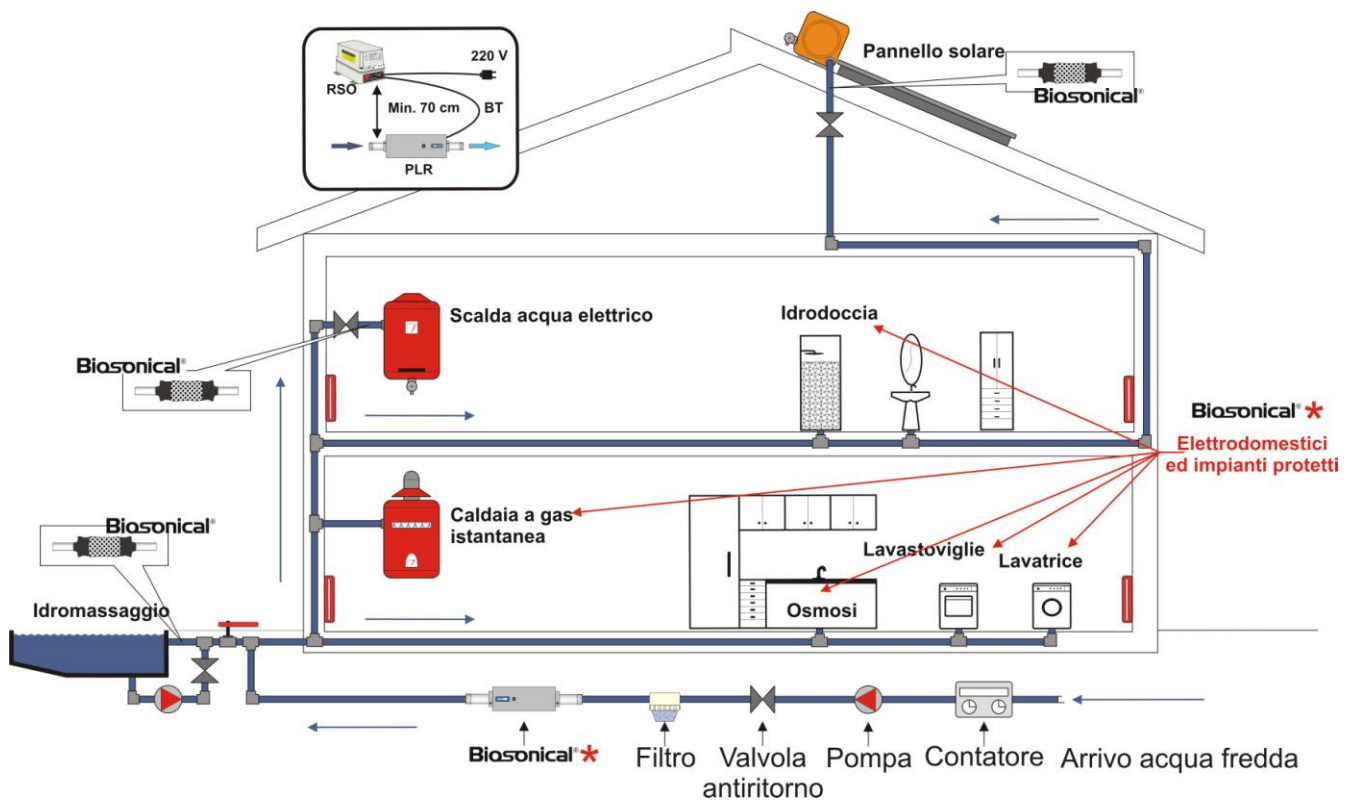 220 V
RSO
Min. 70 cm
BT
PLR
Pannello solare
Biosonical®
Scalda acqua elettrico
Idrodoccia
Biosonical®
Biosonical® *
Elettrodomestici
ed impianti protetti
Caldaia a gas
istantanea
Lavastoviglie
Lavatrice
Biosonical®
Idromassaggio
Osmosi
Biosonical® *
Filtro
Valvola
antiritorno
Pompa
Contatore
Arrivo acqua fredda